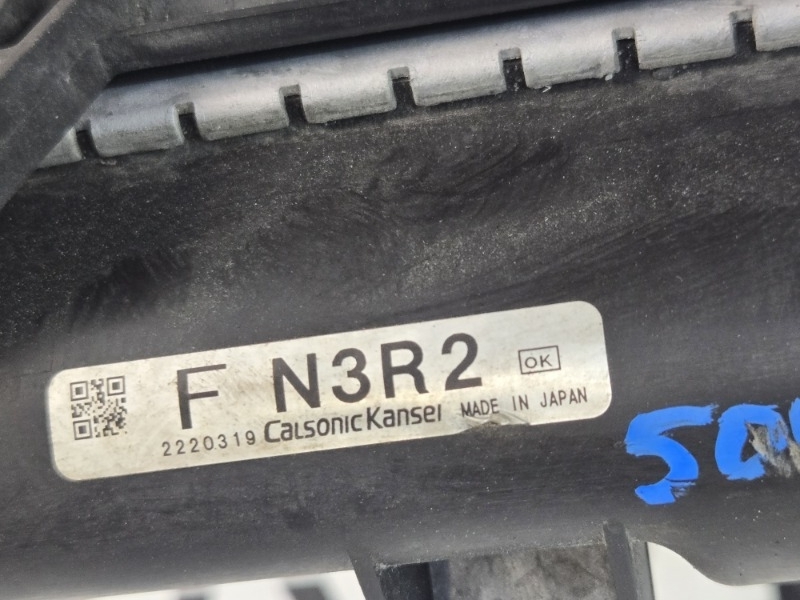 F N3R2 OK
2220319 CalsonicKansei MADE IN JAPAN